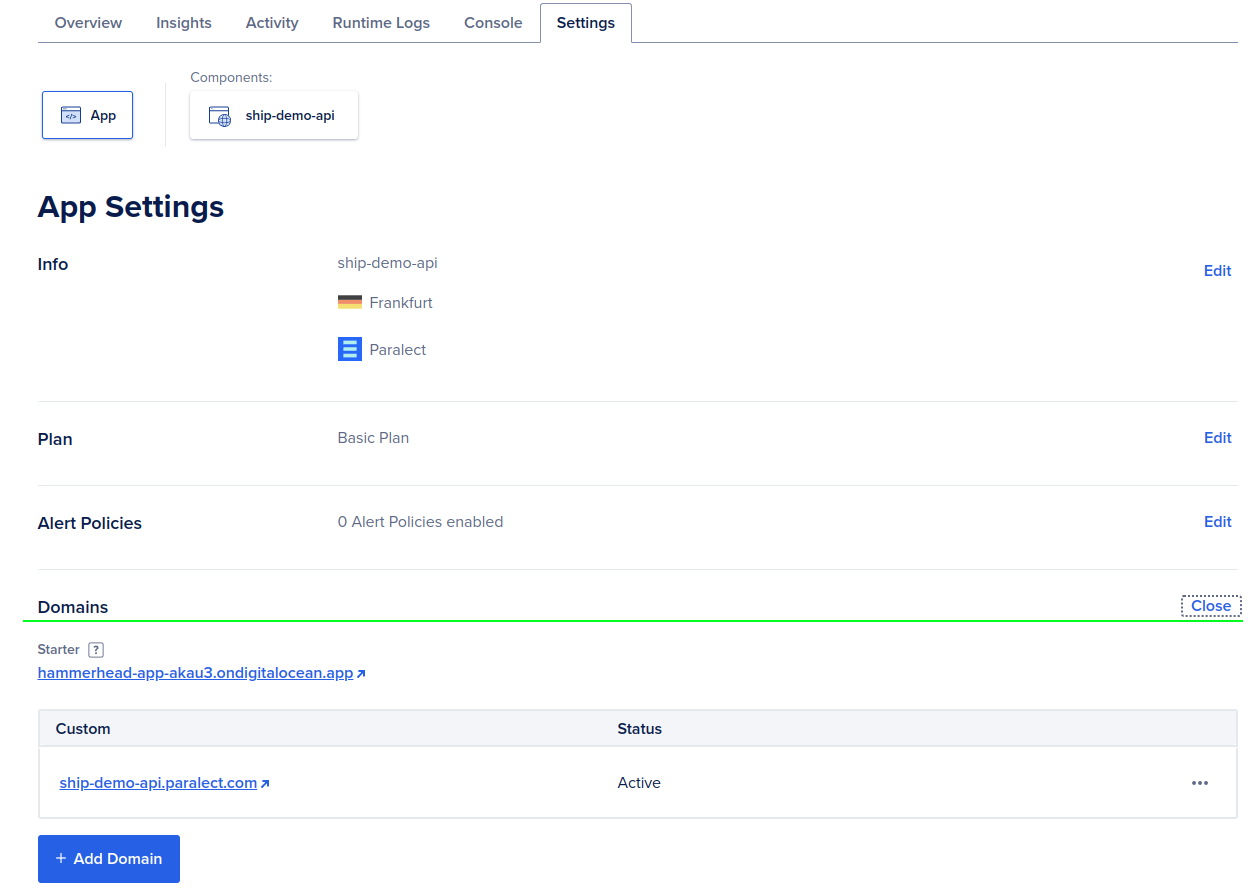 Overview Insights Activity Runtime Logs Console Settings
Components:
App ship-demo-api
App Settings
Info ship-demo-api Edit
Frankfurt
Paralect
Plan Basic Plan Edit
Alert Policies 0 Alert Policies enabled Edit
Domains Close
Starter ?
hammerhead-app-akau3.ondigitalocean.app
Custom Status
ship-demo-api.paralect.com Active
+ Add Domain